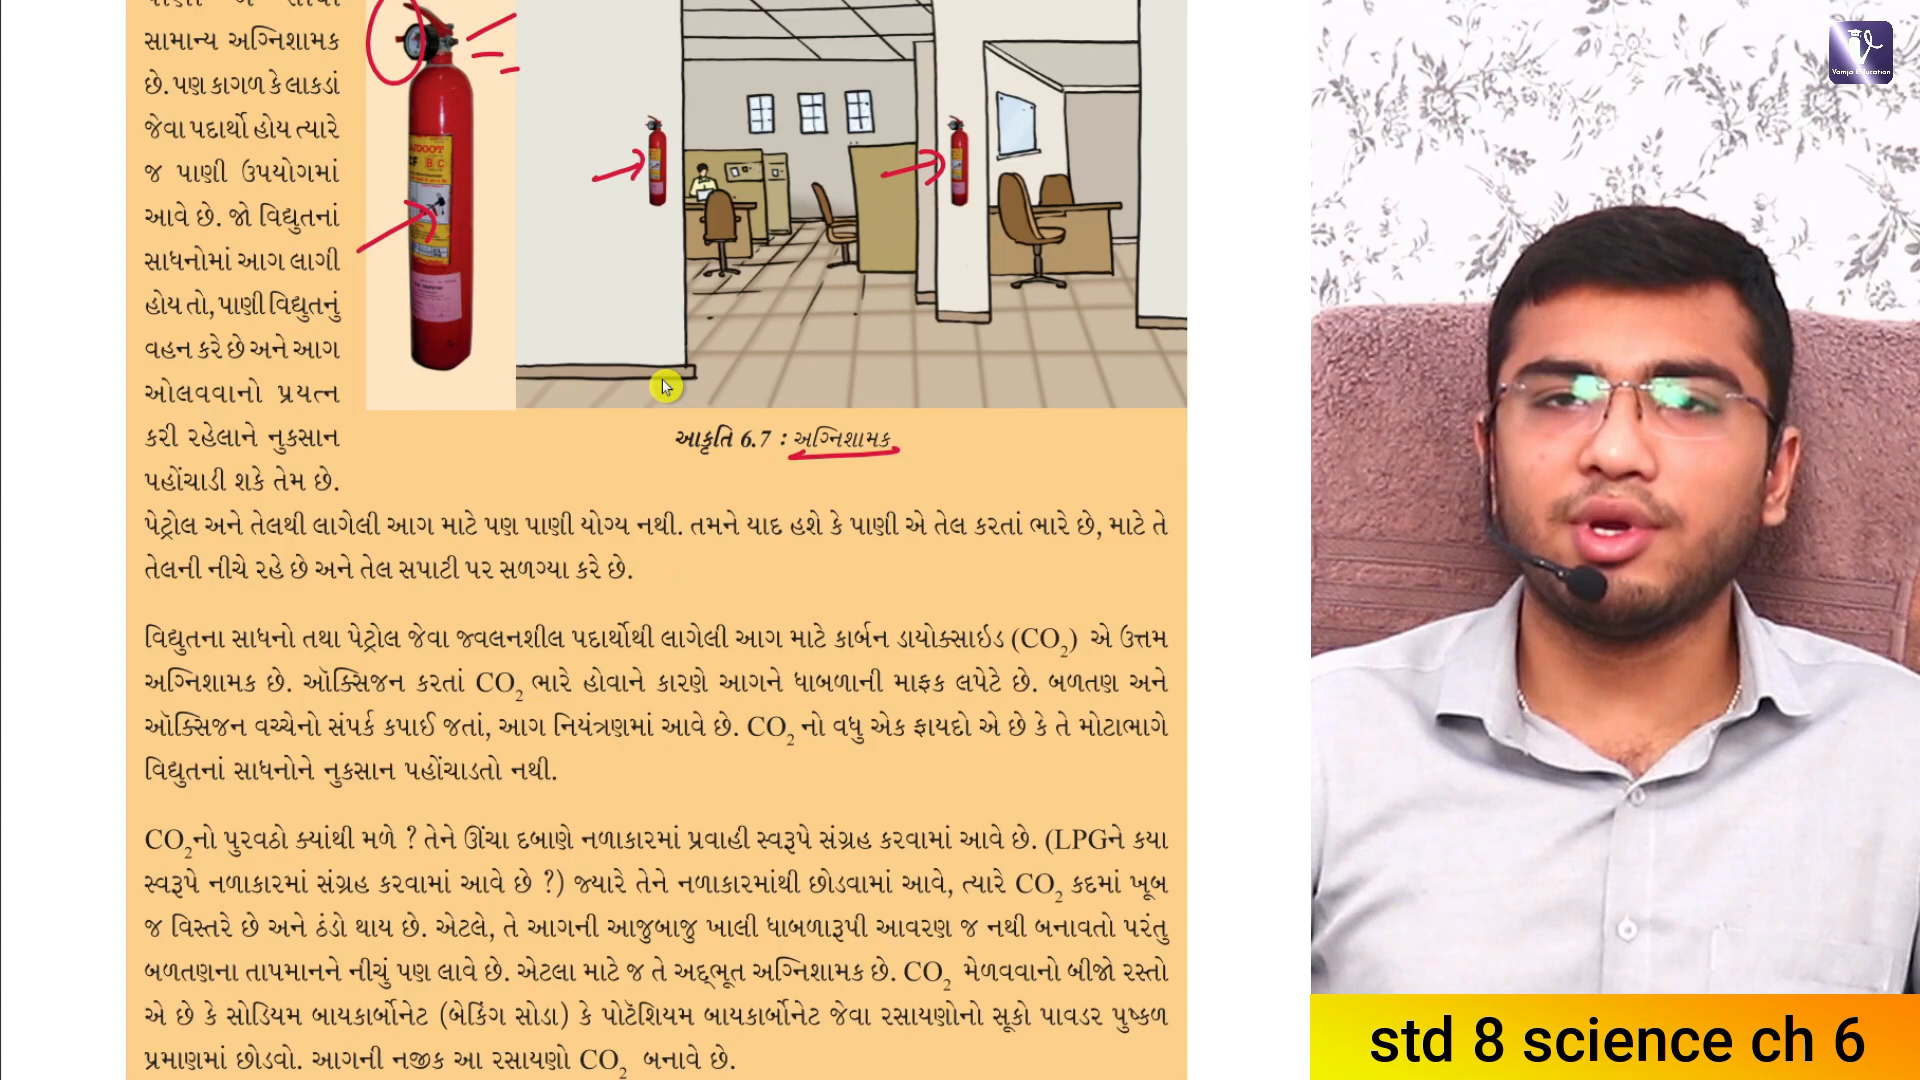 સામાન્ય અગ્નિશામક
છે. પણ કાગળ કે લાકડાં
જેવા પદાર્થો હોય ત્યારે
જ પાણી ઉપયોગમાં
આવે છે. જો વિદ્યુતનાં
સાધનોમાં આગ લાગી
હોય તો, પાણી વિદ્યુતનું
વહન કરે છે અને આગ
ઓલવવાનો પ્રયત્ન
કરી રહેલાને નુકસાન
પહોંચાડી શકે તેમ છે.
આકૃતિ 6.7 : અગ્નિશામક
પેટ્રોલ અને તેલથી લાગેલી આગ માટે પણ પાણી યોગ્ય નથી. તમને યાદ હશે કે પાણી એ તેલ કરતાં ભારે છે, માટે તે
તેલની નીચે રહે છે અને તેલ સપાટી પર સળગ્યા કરે છે.
વિદ્યુતના સાધનો તથા પેટ્રોલ જેવા જ્વલનશીલ પદાર્થોથી લાગેલી આગ માટે કાર્બન ડાયોક્સાઇડ (CO₂) એ ઉત્તમ
અગ્નિશામક છે. ઑક્સિજન કરતાં CO₂ ભારે હોવાને કારણે આગને ધાબળાની માફક લપેટે છે. બળતણ અને
ઑક્સિજન વચ્ચેનો સંપર્ક કપાઈ જતાં, આગ નિયંત્રણમાં આવે છે. CO₂ નો વધુ એક ફાયદો એ છે કે તે મોટાભાગે
વિદ્યુતનાં સાધનોને નુકસાન પહોંચાડતો નથી.
CO₂નો પુરવઠો ક્યાંથી મળે ? તેને ઊંચા દબાણે નળાકારમાં પ્રવાહી સ્વરૂપે સંગ્રહ કરવામાં આવે છે. (LPGને કયા
સ્વરૂપે નળાકારમાં સંગ્રહ કરવામાં આવે છે ?) જ્યારે તેને નળાકારમાંથી છોડવામાં આવે, ત્યારે CO₂ કદમાં ખૂબ
જ વિસ્તરે છે અને ઠંડો થાય છે. એટલે, તે આગની આજુબાજુ ખાલી ધાબળારૂપી આવરણ જ નથી બનાવતો પરંતુ
બળતણના તાપમાનને નીચું પણ લાવે છે. એટલા માટે જ તે અદ્ભૂત અગ્નિશામક છે. CO₂ મેળવવાનો બીજો રસ્તો
એ છે કે સોડિયમ બાયકાર્બોનેટ (બેકિંગ સોડા) કે પોટૅશિયમ બાયકાર્બોનેટ જેવા રસાયણોનો સૂકો પાવડર પુષ્કળ
પ્રમાણમાં છોડવો. આગની નજીક આ રસાયણો CO₂ બનાવે છે.
Vamja Education
std 8 science ch 6